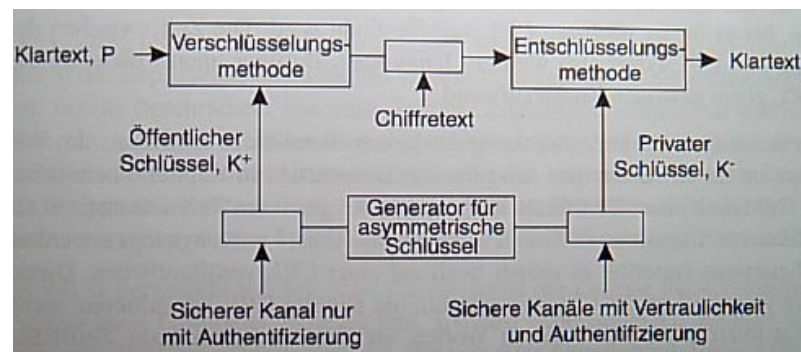 Klartext, P
Verschlüsselungs-
methode
Entschlüsselungs-
methode
Klartext
Chiffretext
Öffentlicher
Schlüssel, K+
Privater
Schlüssel, K-
Generator für
asymmetrische
Schlüssel
Sicherer Kanal nur
mit Authentifizierung
Sichere Kanäle mit Vertraulichkeit
und Authentifizierung